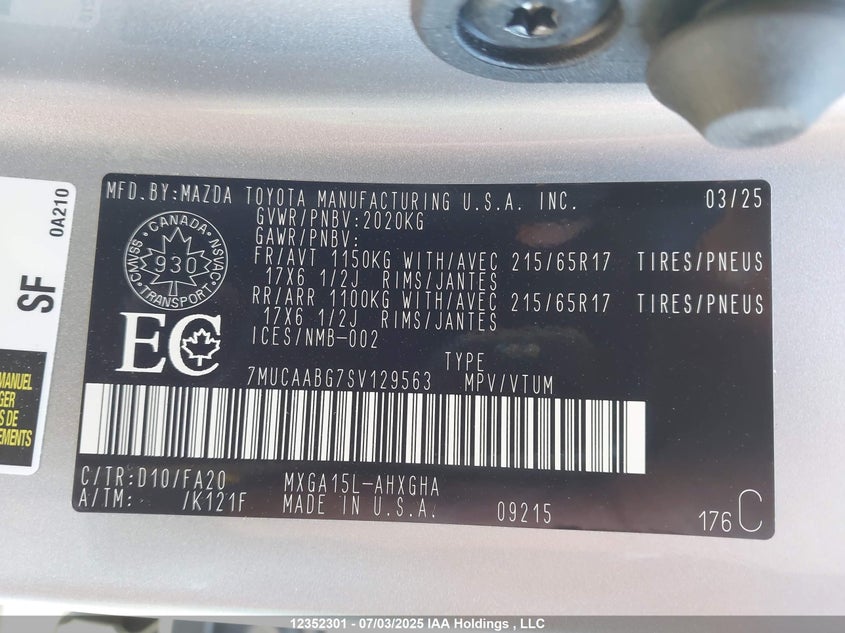 MFD.BY:MAZDA TOYOTA MANUFACTURING U.S.A. INC. 03/25
GVWR/PNBV:2020KG
GAWR/PNBV:
FR/AVT 1150KG WITH/AVEC 215/65R17 TIRES/PNEUS
17X6 1/2J RIMS/JANTES
RR/ARR 1100KG WITH/AVEC 215/65R17 TIRES/PNEUS
17X6 1/2J RIMS/JANTES
ICES/NMB-002
CANADA
CMVSS
930
NSVAC
TRANSPORT
EC
TYPE
7MUCAABG7SV129563 MPV/VTUM
C/TR:D10/FA20 MXGA15L-AHXGHA
A/TM: /K121F MADE IN U.S.A. 09215 176C
0A210
SF
MANUEL
GER
S DE
EMENTS
12352301 - 07/03/2025 IAA Holdings , LLC